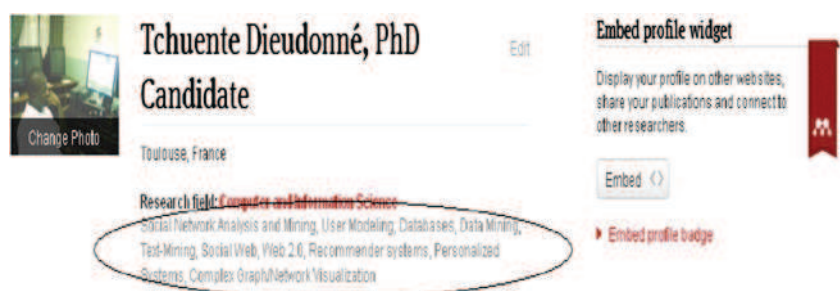 Tchuente Dieudonné, PhD
Candidate
Edit
Change Photo
Toulouse, France
Research field: Computer and Information Science
Social Network Analysis and Mining, User Modeling, Databases, Data Mining,
Text-Mining, Social Web, Web 2.0, Recommender systems, Personalized
Systems, Complex Graph/Network Visualization
Embed profile widget
Display your profile on other websites,
share your publications and connect to
other researchers.
Embed <>
Embed profile badge